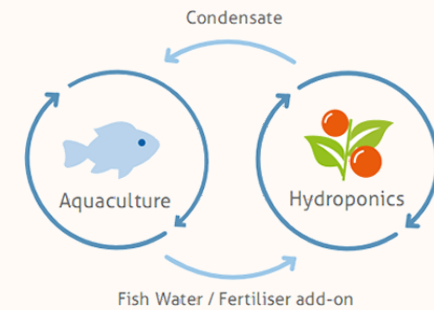 Condensate
Aquaculture
Hydroponics
Fish Water / Fertiliser add-on